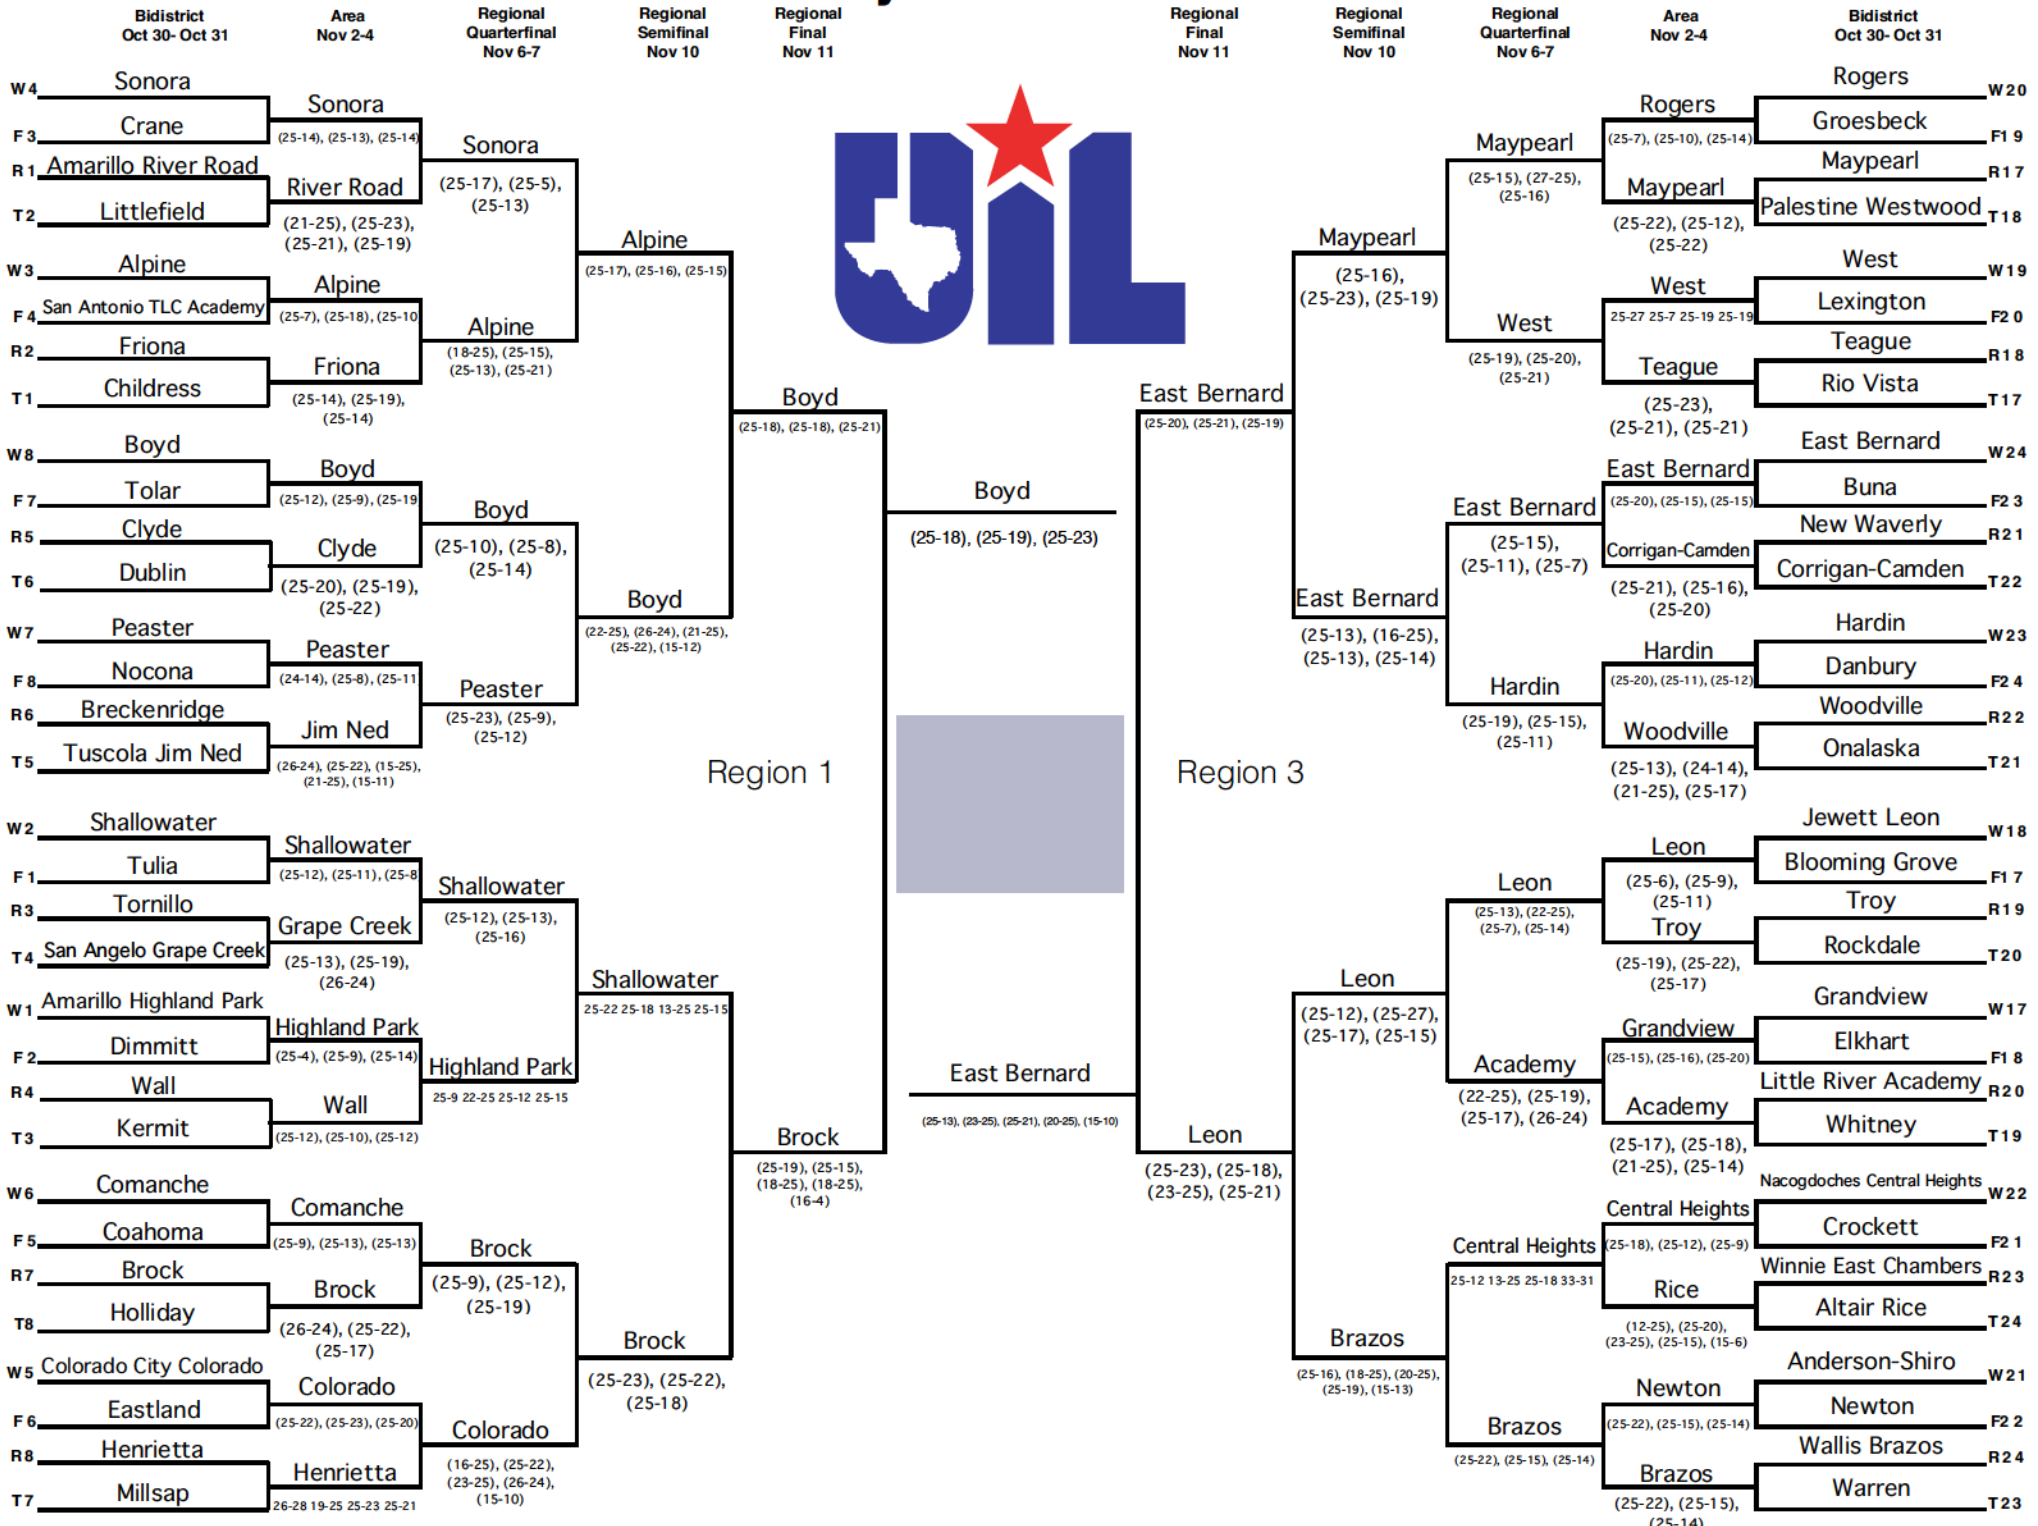 Bidistrict
Oct 30- Oct 31
Area
Nov 2-4
Regional
Quarterfinal
Nov 6-7
Regional
Semifinal
Nov 10
Regional
Final
Nov 11
Regional
Final
Nov 11
Regional
Semifinal
Nov 10
Regional
Quarterfinal
Nov 6-7
Area
Nov 2-4
Bidistrict
Oct 30- Oct 31
W4 Sonora
F3 Crane
R1 Amarillo River Road
T2 Littlefield
W3 Alpine
F4 San Antonio TLC Academy
R2 Friona
T1 Childress
W8 Boyd
F7 Tolar
R5 Clyde
T6 Dublin
W7 Peaster
F8 Nocona
R6 Breckenridge
T5 Tuscola Jim Ned
W2 Shallowater
F1 Tulia
R3 Tornillo
T4 San Angelo Grape Creek
W1 Amarillo Highland Park
F2 Dimmitt
R4 Wall
T3 Kermit
W6 Comanche
F5 Coahoma
R7 Brock
T8 Holliday
W5 Colorado City Colorado
F6 Eastland
R8 Henrietta
T7 Millsap
Sonora
(25-14), (25-13), (25-14)
River Road
(21-25), (25-23),
(25-21), (25-19)
Alpine
(25-7), (25-18), (25-10
Friona
(25-14), (25-19),
(25-14)
Boyd
(25-12), (25-9), (25-19
Clyde
(25-20), (25-19),
(25-22)
Peaster
(24-14), (25-8), (25-11
Jim Ned
(26-24), (25-22), (15-25),
(21-25), (15-11)
Shallowater
(25-12), (25-11), (25-8
Grape Creek
(25-13), (25-19),
(26-24)
Highland Park
(25-4), (25-9), (25-14)
Wall
(25-12), (25-10), (25-12)
Comanche
(25-9), (25-13), (25-13)
Brock
(26-24), (25-22),
(25-17)
Colorado
(25-22), (25-23), (25-20)
Henrietta
26-28 19-25 25-23 25-21
Sonora
(25-17), (25-5),
(25-13)
Alpine
(18-25), (25-15),
(25-13), (25-21)
Boyd
(25-10), (25-8),
(25-14)
Peaster
(25-23), (25-9),
(25-12)
Shallowater
(25-12), (25-13),
(25-16)
Highland Park
25-9 22-25 25-12 25-15
Brock
(25-9), (25-12),
(25-19)
Colorado
(16-25), (25-22),
(23-25), (26-24),
(15-10)
Alpine
(25-17), (25-16), (25-15)
Boyd
(22-25), (26-24), (21-25),
(25-22), (15-12)
Shallowater
25-22 25-18 13-25 25-15
Brock
(25-23), (25-22),
(25-18)
Boyd
(25-18), (25-18), (25-21)
Brock
(25-19), (25-15),
(18-25), (18-25),
(16-4)
Region 1
UIL
Boyd
(25-18), (25-19), (25-23)
East Bernard
(25-13), (23-25), (25-21), (20-25), (15-10)
Region 3
East Bernard
(25-20), (25-21), (25-19)
Leon
(25-23), (25-18),
(23-25), (25-21)
Maypearl
(25-16),
(25-23), (25-19)
East Bernard
(25-13), (16-25),
(25-13), (25-14)
Leon
(25-12), (25-27),
(25-17), (25-15)
Brazos
(25-16), (18-25), (20-25),
(25-19), (15-13)
Maypearl
(25-15), (27-25),
(25-16)
West
(25-19), (25-20),
(25-21)
East Bernard
(25-15),
(25-11), (25-7)
Hardin
(25-19), (25-15),
(25-11)
Leon
(25-13), (22-25),
(25-7), (25-14)
Academy
(22-25), (25-19),
(25-17), (26-24)
Central Heights
25-12 13-25 25-18 33-31
Brazos
(25-22), (25-15), (25-14)
Rogers
(25-7), (25-10), (25-14)
Maypearl
(25-22), (25-12),
(25-22)
West
25-27 25-7 25-19 25-19
Teague
(25-23),
(25-21), (25-21)
East Bernard
(25-20), (25-15), (25-15)
Corrigan-Camden
(25-21), (25-16),
(25-20)
Hardin
(25-20), (25-11), (25-12)
Woodville
(25-13), (24-14),
(21-25), (25-17)
Leon
(25-6), (25-9),
(25-11)
Troy
(25-19), (25-22),
(25-17)
Grandview
(25-15), (25-16), (25-20)
Academy
(25-17), (25-18),
(21-25), (25-14)
Central Heights
(25-18), (25-12), (25-9)
Rice
(12-25), (25-20),
(23-25), (25-15), (15-6)
Newton
(25-22), (25-15), (25-14)
Brazos
(25-22), (25-15),
(25-14)
Rogers W20
Groesbeck F19
Maypearl R17
Palestine Westwood T18
West W19
Lexington F20
Teague R18
Rio Vista T17
East Bernard W24
Buna F23
New Waverly R21
Corrigan-Camden T22
Hardin W23
Danbury F24
Woodville R22
Onalaska T21
Jewett Leon W18
Blooming Grove F17
Troy R19
Rockdale T20
Grandview W17
Elkhart F18
Little River Academy R20
Whitney T19
Nacogdoches Central Heights W22
Crockett F21
Winnie East Chambers R23
Altair Rice T24
Anderson-Shiro W21
Newton F22
Wallis Brazos R24
Warren T23